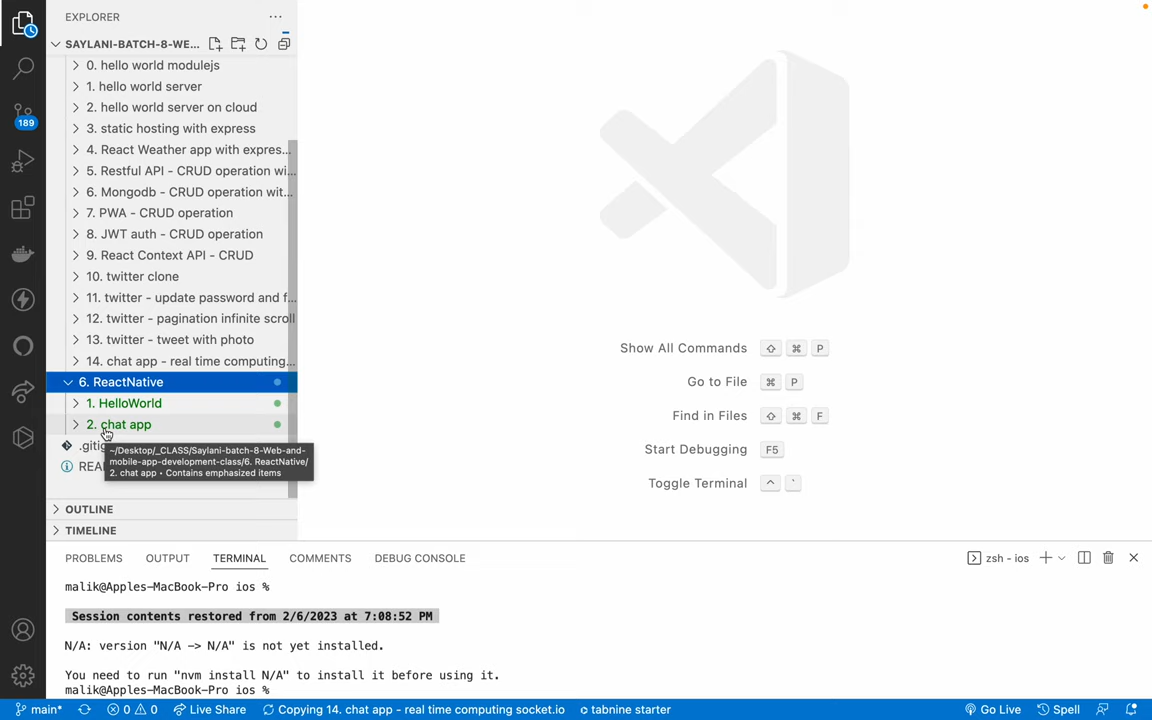 EXPLORER
SAYLANI-BATCH-8-WE...
0. hello world modulejs
1. hello world server
2. hello world server on cloud
3. static hosting with express
4. React Weather app with expres...
5. Restful API - CRUD operation wi...
6. Mongodb - CRUD operation wit...
7. PWA - CRUD operation
8. JWT auth - CRUD operation
9. React Context API - CRUD
10. twitter clone
11. twitter - update password and f...
12. twitter - pagination infinite scroll
13. twitter - tweet with photo
14. chat app - real time computing...
6. ReactNative
1. HelloWorld
2. chat app
.gitig
REA
~/Desktop/_CLASS/Saylani-batch-8-Web-and-
mobile-app-development-class/6. ReactNative/
2. chat app • Contains emphasized items
OUTLINE
TIMELINE
189
Show All Commands ⇧ ⌘ P
Go to File ⌘ P
Find in Files ⇧ ⌘ F
Start Debugging F5
Toggle Terminal ^ `
PROBLEMS OUTPUT TERMINAL COMMENTS DEBUG CONSOLE
zsh - ios
malik@Apples-MacBook-Pro ios %
Session contents restored from 2/6/2023 at 7:08:52 PM
N/A: version "N/A -> N/A" is not yet installed.
You need to run "nvm install N/A" to install it before using it.
malik@Apples-MacBook-Pro ios %
main* 0 0 Live Share Copying 14. chat app - real time computing socket.io tabnine starter Go Live Spell